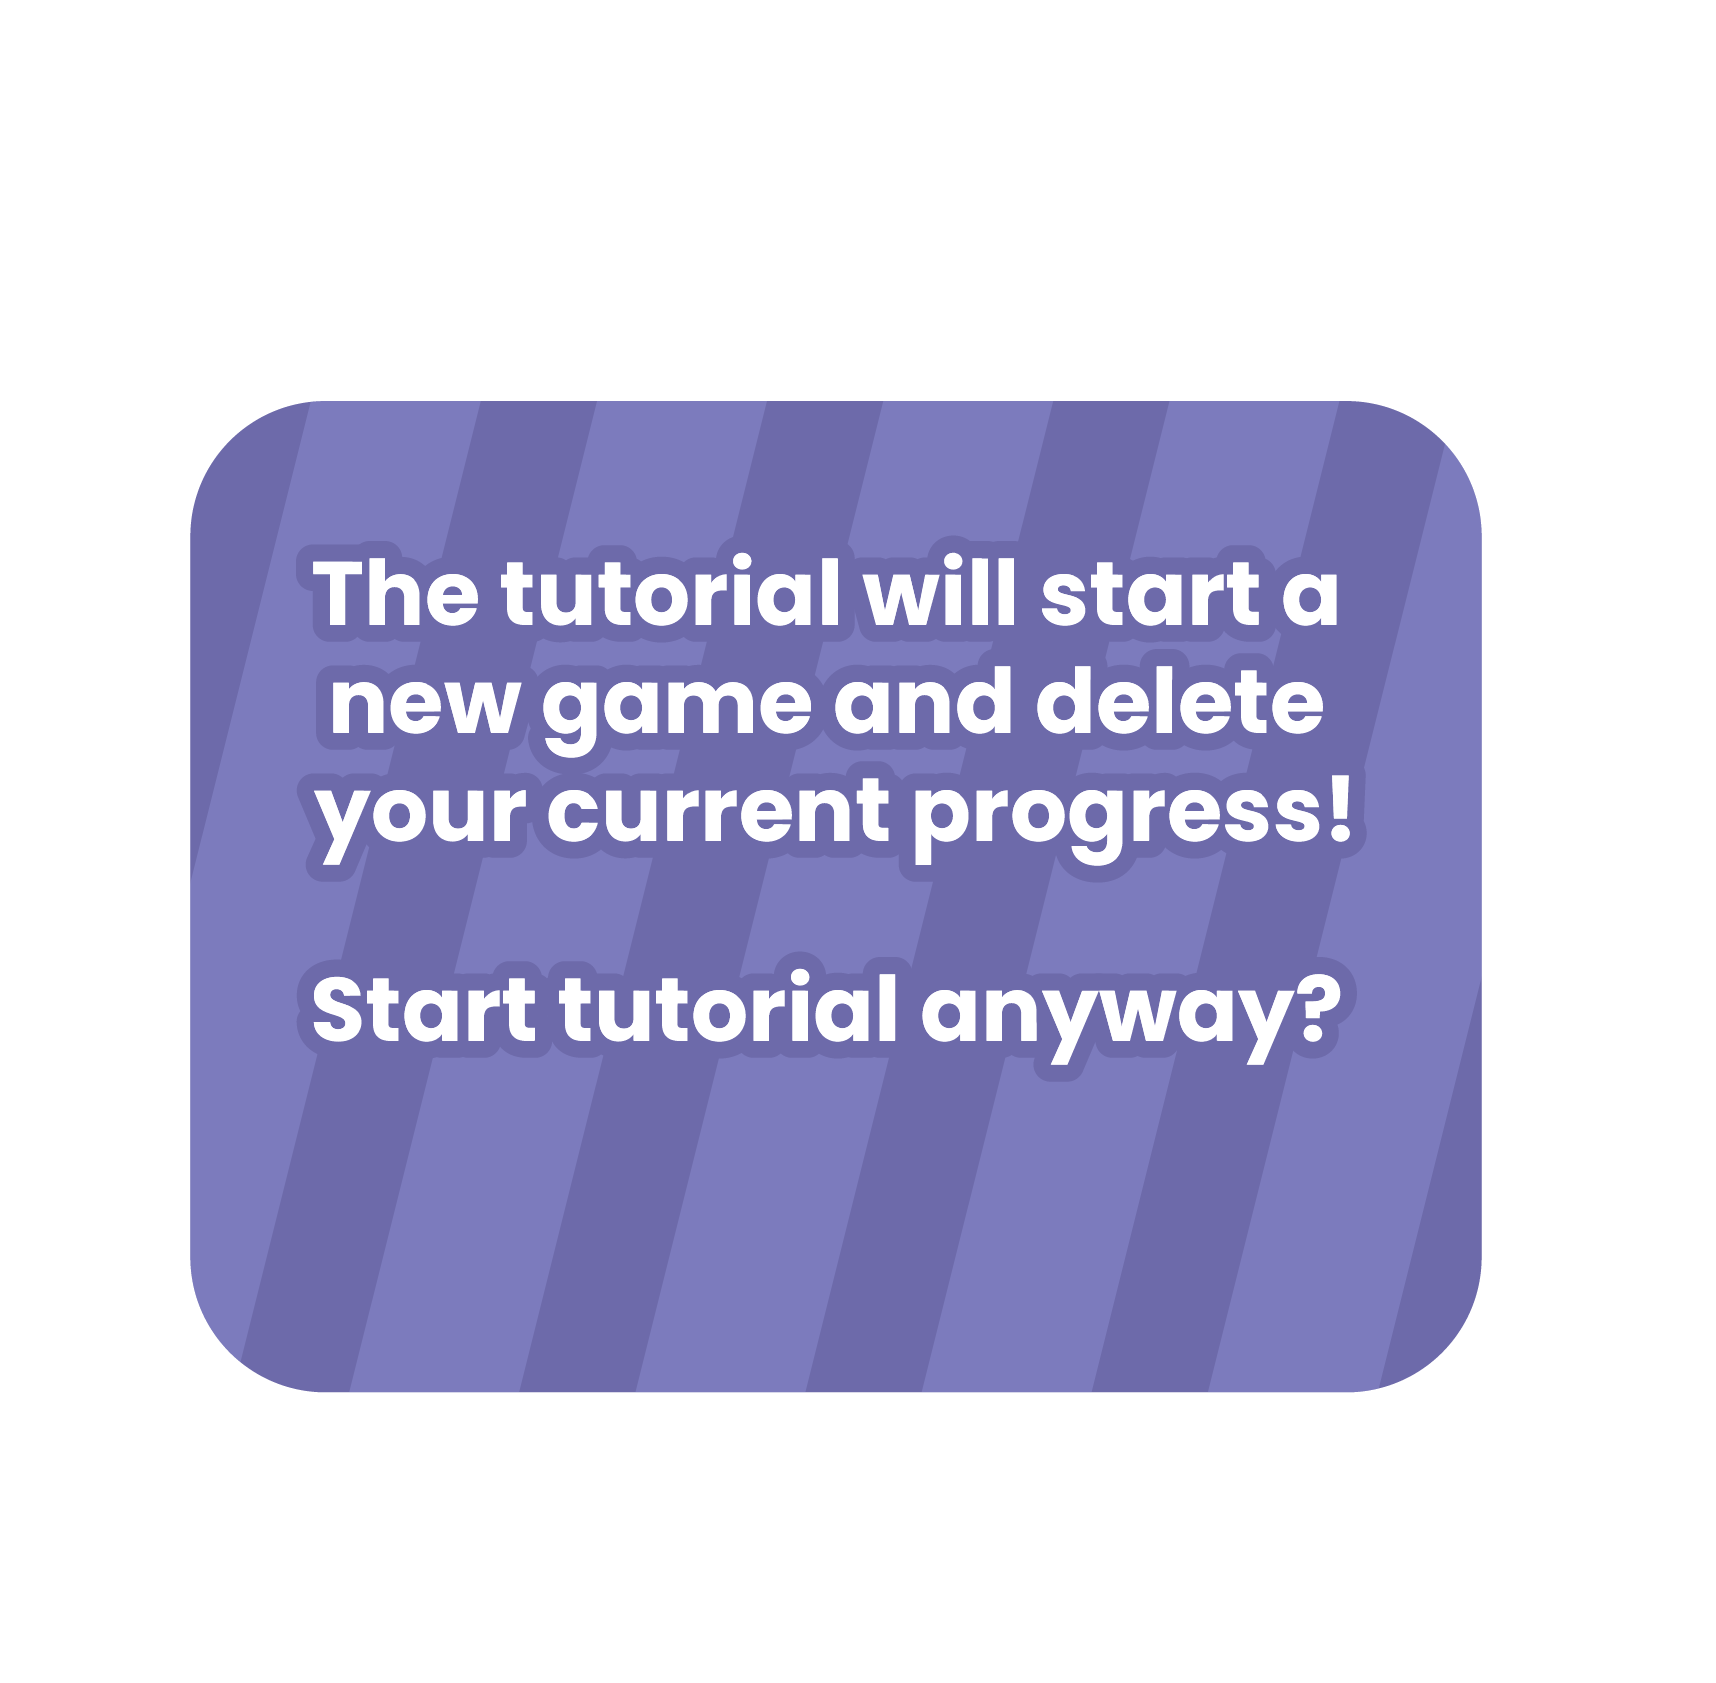 The tutorial will start a
new game and delete
your current progress!
Start tutorial anyway?